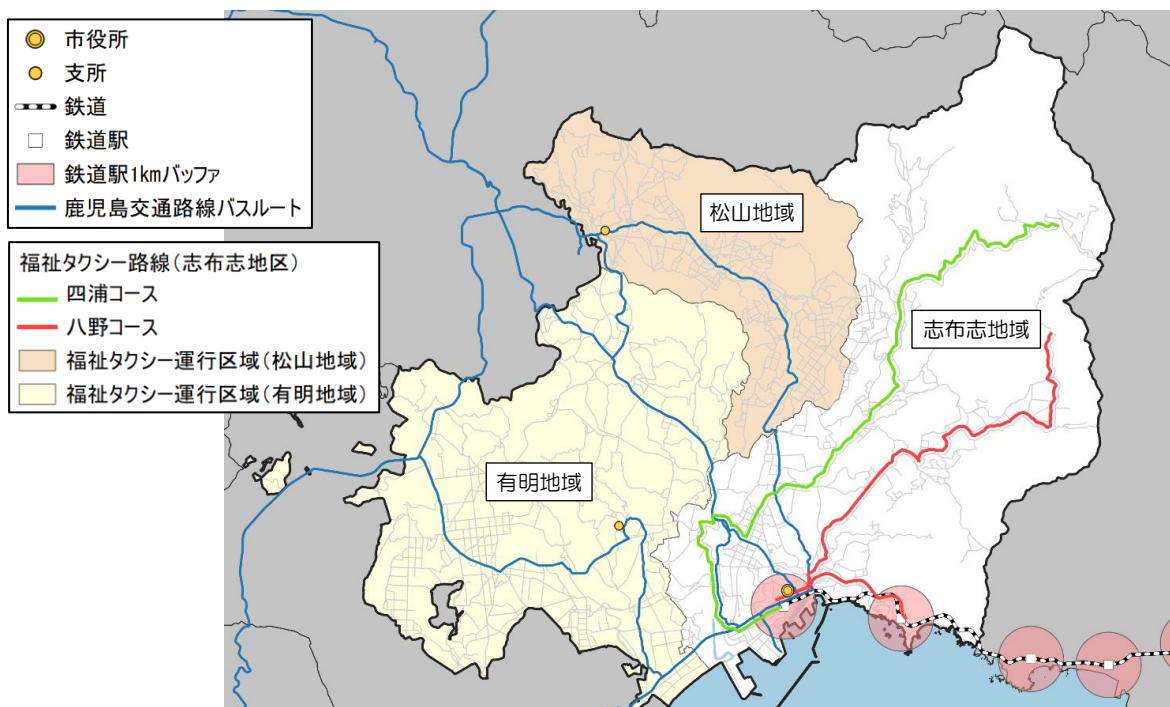 市役所
支所
鉄道
鉄道駅
鉄道駅1kmバッファ
鹿児島交通路線バスルート
福祉タクシー路線(志布志地区)
四浦コース
八野コース
福祉タクシー運行区域(松山地域)
福祉タクシー運行区域(有明地域)
松山地域
志布志地域
有明地域